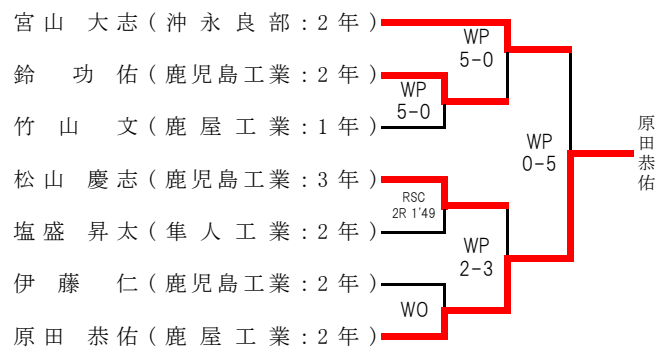 宮山 大志(沖永良部:2年)
鈴 功佑(鹿児島工業:2年)
竹山 文(鹿屋工業:1年)
松山 慶志(鹿児島工業:3年)
塩盛 昇太(隼人工業:2年)
伊藤 仁(鹿児島工業:2年)
原田 恭佑(鹿屋工業:2年)
WP
5-0
WP
5-0
RSC
2R 1'49
WO
WP
2-3
WP
0-5
原田恭佑